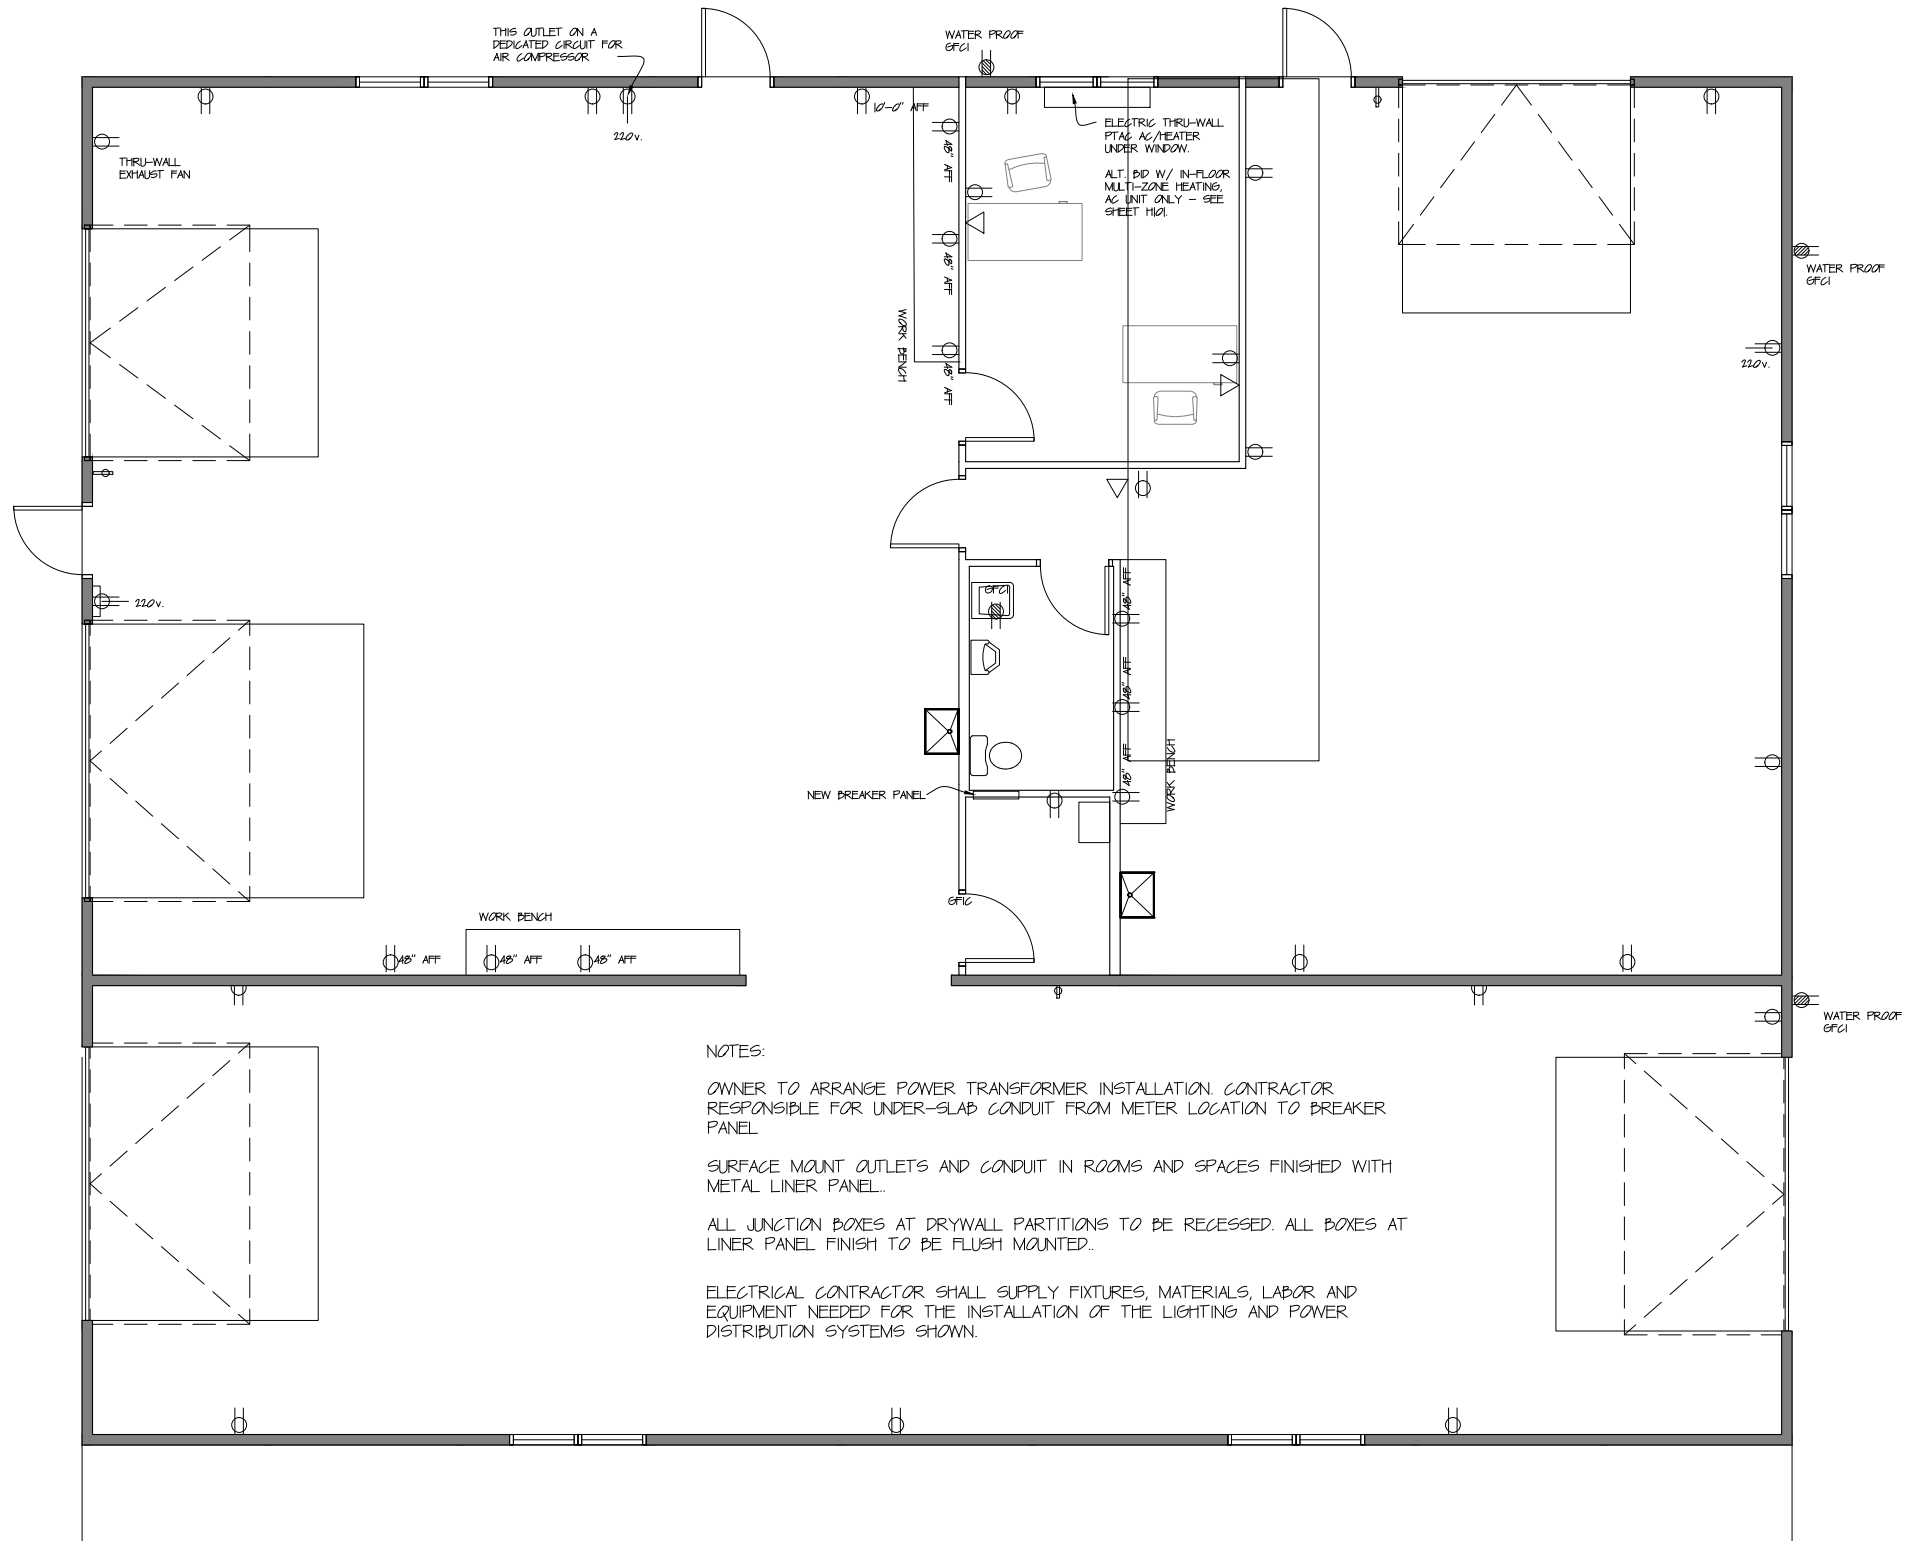 THIS OUTLET ON A
DEDICATED CIRCUIT FOR
AIR COMPRESSOR
WATER PROOF
GFCI
220v.
10'-0" AFF
THRU-WALL
EXHAUST FAN
48" AFF
48" AFF
48" AFF
WORK BENCH
ELECTRIC THRU-WALL
PTAC AC/HEATER
UNDER WINDOW.
ALT. BID W/ IN-FLOOR
MULTI-ZONE HEATING,
AC UNIT ONLY - SEE
SHEET H101.
WATER PROOF
GFCI
220v.
220v.
GFCI
48" AFF
48" AFF
48" AFF
WORK BENCH
NEW BREAKER PANEL
GFIC
WORK BENCH
48" AFF
48" AFF
48" AFF
WATER PROOF
GFCI
NOTES:
OWNER TO ARRANGE POWER TRANSFORMER INSTALLATION. CONTRACTOR
RESPONSIBLE FOR UNDER-SLAB CONDUIT FROM METER LOCATION TO BREAKER
PANEL
SURFACE MOUNT OUTLETS AND CONDUIT IN ROOMS AND SPACES FINISHED WITH
METAL LINER PANEL..
ALL JUNCTION BOXES AT DRYWALL PARTITIONS TO BE RECESSED. ALL BOXES AT
LINER PANEL FINISH TO BE FLUSH MOUNTED..
ELECTRICAL CONTRACTOR SHALL SUPPLY FIXTURES, MATERIALS, LABOR AND
EQUIPMENT NEEDED FOR THE INSTALLATION OF THE LIGHTING AND POWER
DISTRIBUTION SYSTEMS SHOWN.